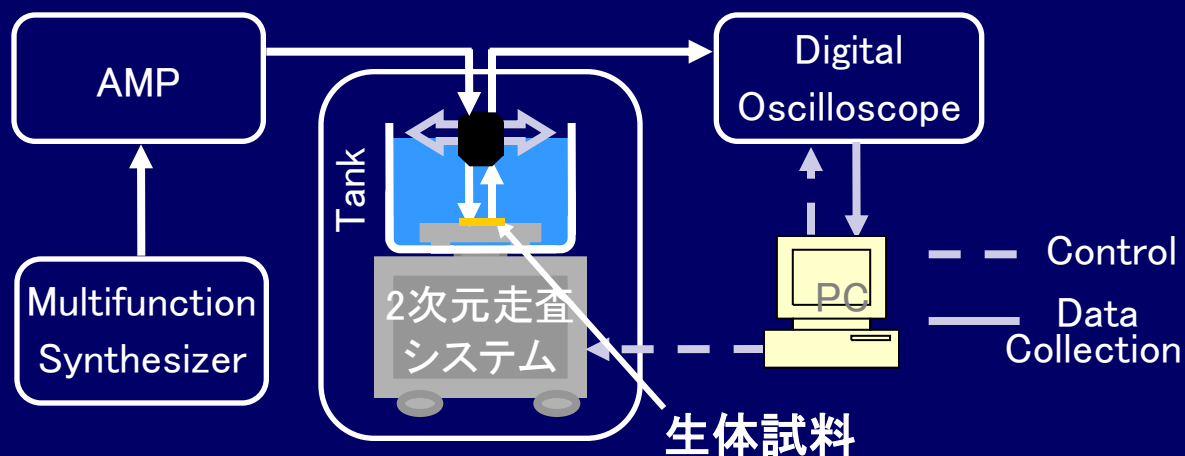 AMP
Multifunction
Synthesizer
Tank
2次元走査
システム
生体試料
Digital
Oscilloscope
PC
Control
Data
Collection